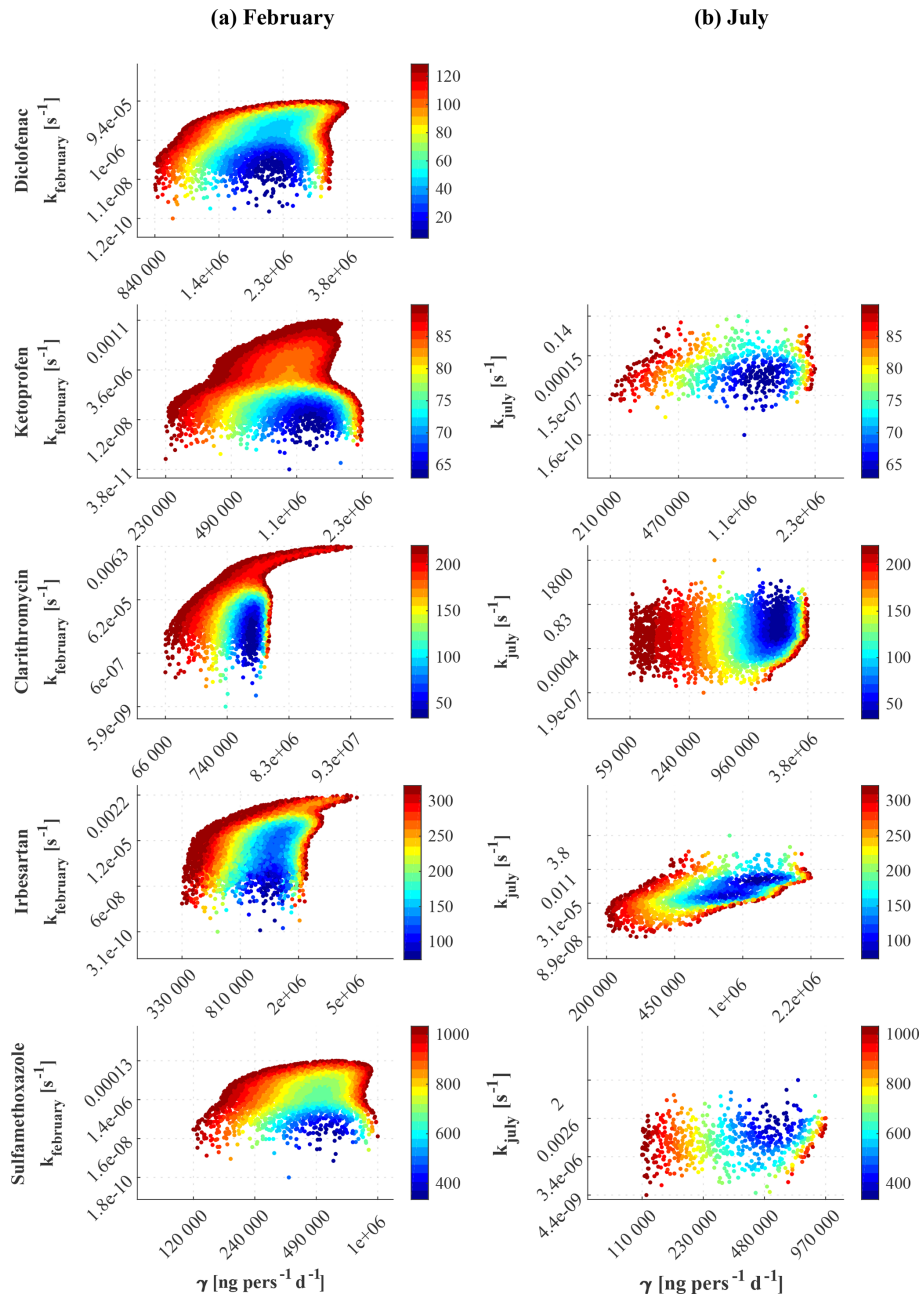 (a) February
(b) July
Diclofenac
k_february [s^-1]
9.4e-05
1e-06
1.1e-08
1.2e-10
840 000
1.4e+06
2.3e+06
3.8e+06
120
100
80
60
40
20
Ketoprofen
k_february [s^-1]
0.0011
3.6e-06
1.2e-08
3.8e-11
230 000
490 000
1.1e+06
2.3e+06
85
80
75
70
65
k_july [s^-1]
0.14
0.00015
1.5e-07
1.6e-10
210 000
470 000
1.1e+06
2.3e+06
85
80
75
70
65
Clarithromycin
k_february [s^-1]
0.0063
6.2e-05
6e-07
5.9e-09
66 000
740 000
8.3e+06
9.3e+07
200
150
100
50
k_july [s^-1]
1800
0.83
0.0004
1.9e-07
59 000
240 000
960 000
3.8e+06
200
150
100
50
Irbesartan
k_february [s^-1]
0.0022
1.2e-05
6e-08
3.1e-10
330 000
810 000
2e+06
5e+06
300
250
200
150
100
k_july [s^-1]
3.8
0.011
3.1e-05
8.9e-08
200 000
450 000
1e+06
2.2e+06
300
250
200
150
100
Sulfamethoxazole
k_february [s^-1]
0.00013
1.4e-06
1.6e-08
1.8e-10
120 000
240 000
490 000
1e+06
1000
800
600
400
k_july [s^-1]
2
0.0026
3.4e-06
4.4e-09
110 000
230 000
480 000
970 000
1000
800
600
400
γ [ng pers^-1 d^-1]
γ [ng pers^-1 d^-1]